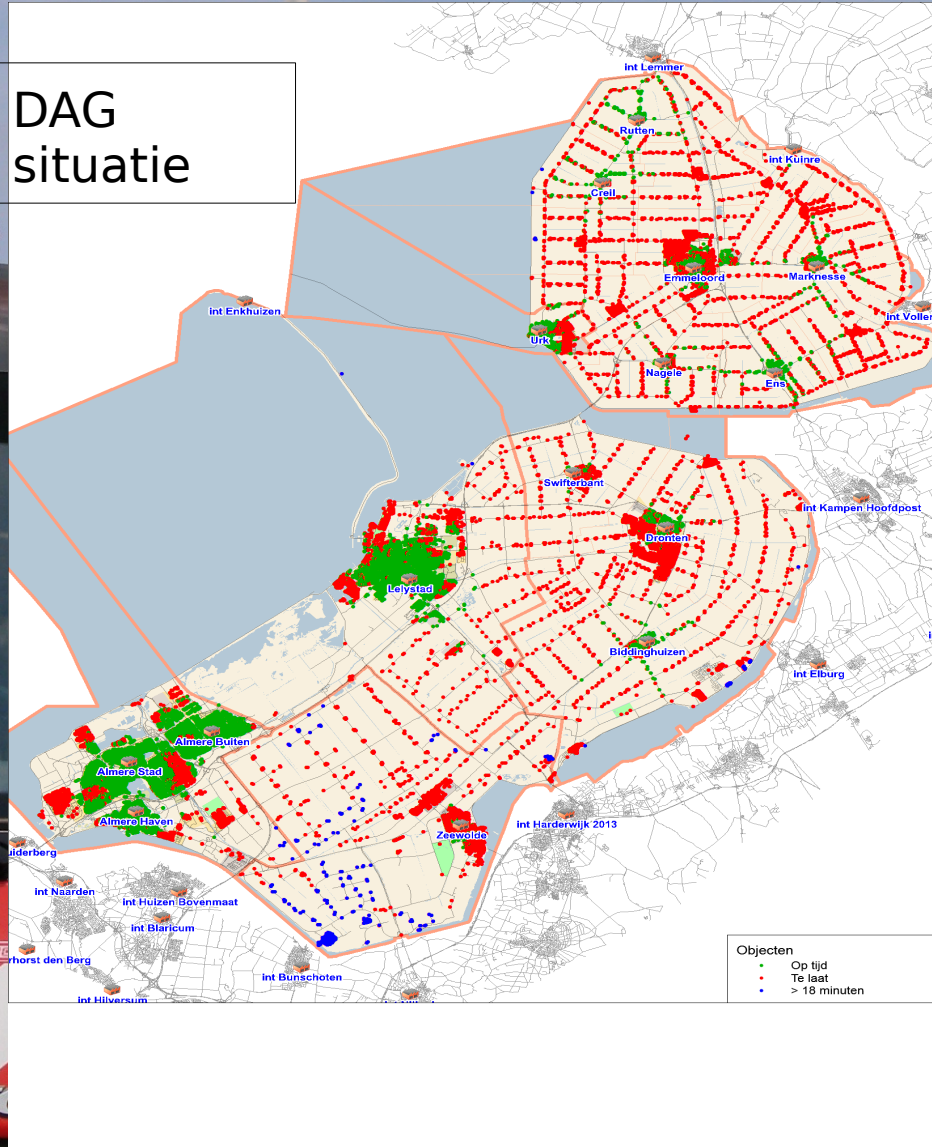 DAG
situatie
int Lemmer
Rutten
int Kuinre
Creil
Emmeloord
Marknesse
int Enkhuizen
int Voller
Urk
Nagele
Ens
Swifterbant
int Kampen Hoofdpost
Dronten
Lelystad
Biddinghuizen
int Elburg
Almere Buiten
Almere Stad
Almere Haven
int Harderwijk 2013
Zeewolde
uiderberg
int Naarden
int Huizen Bovenmaat
int Blaricum
rhorst den Berg
int Bunschoten
int Hilversum
Objecten
Op tijd
Te laat
> 18 minuten